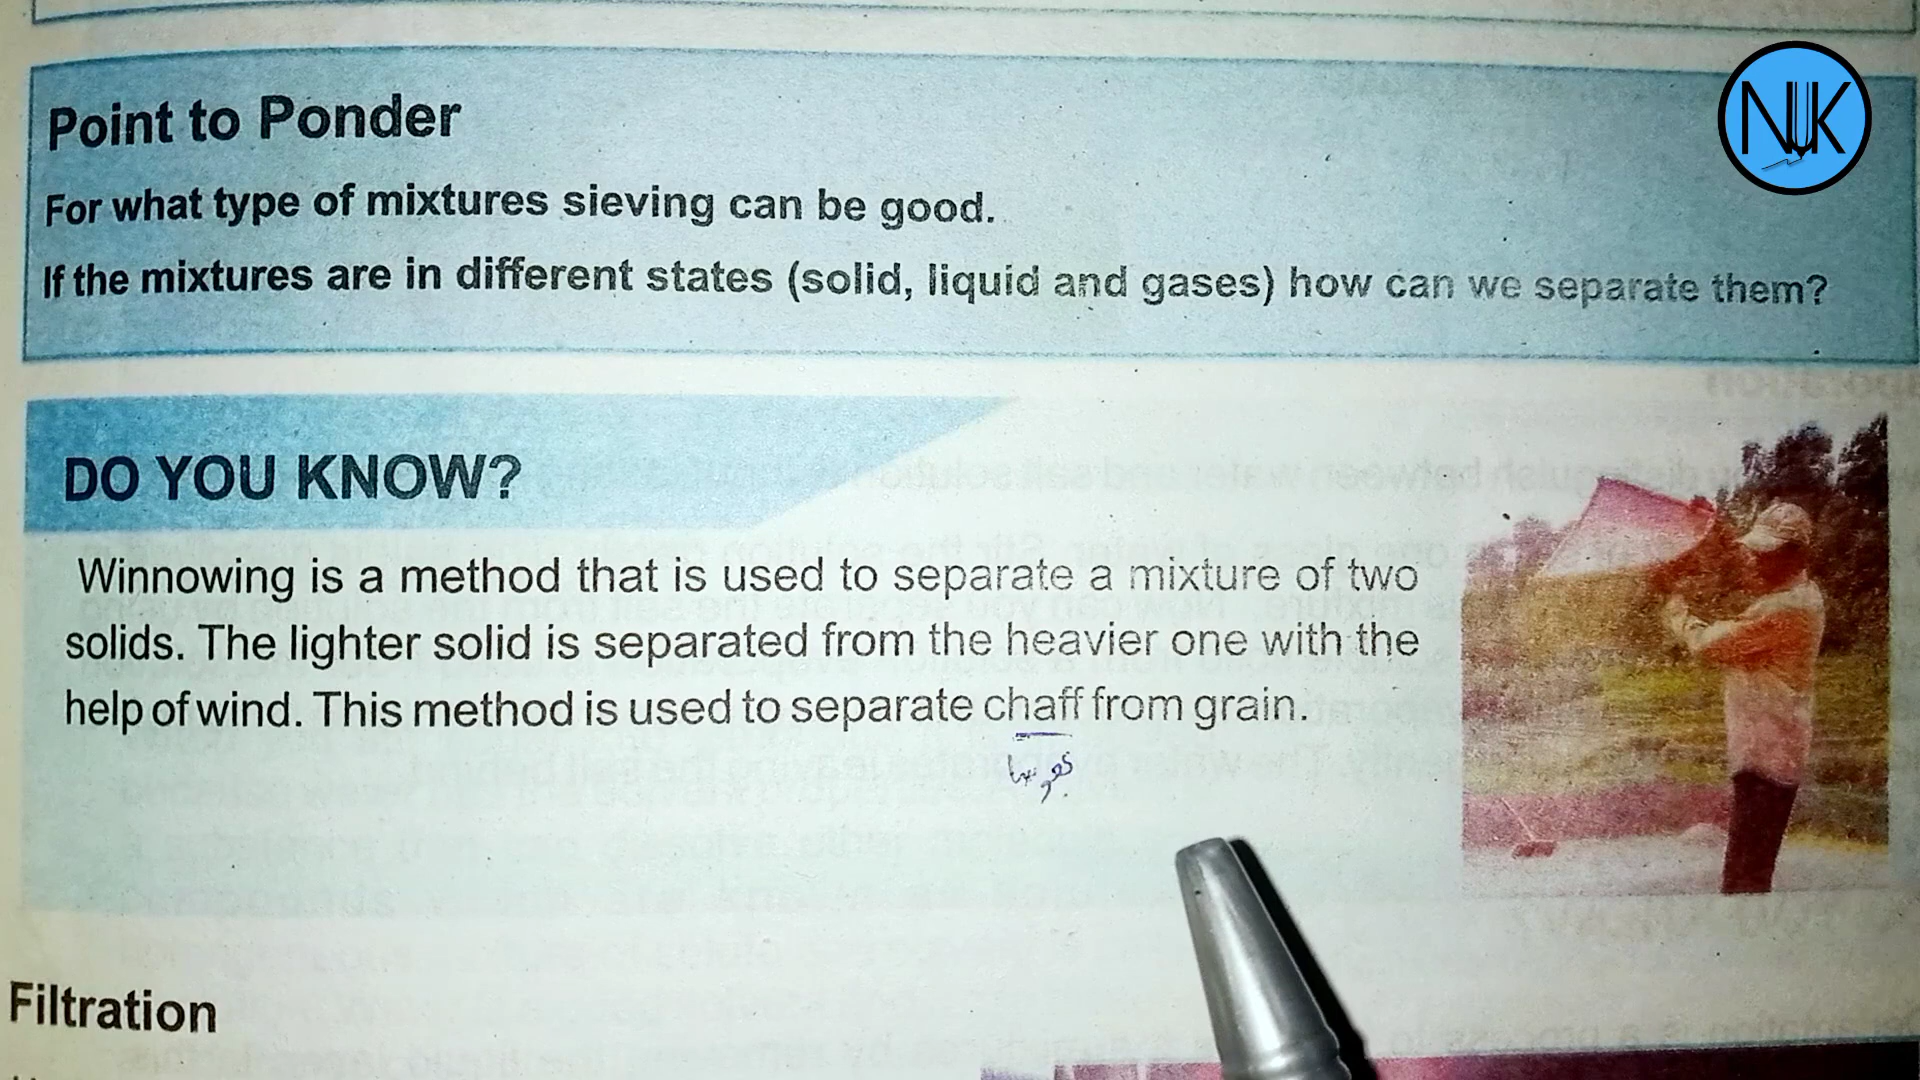 Point to Ponder
NUK
For what type of mixtures sieving can be good.
If the mixtures are in different states (solid, liquid and gases) how can we separate them?
DO YOU KNOW?
Winnowing is a method that is used to separate a mixture of two
solids. The lighter solid is separated from the heavier one with the
help of wind. This method is used to separate chaff from grain.
بھوسا
Filtration